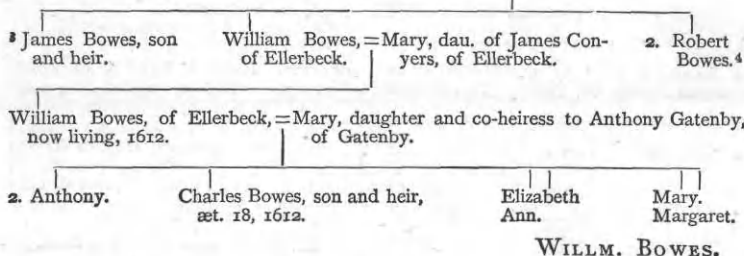 ³ James Bowes, son and heir.
William Bowes, of Ellerbeck. = Mary, dau. of James Conyers, of Ellerbeck.
2. Robert Bowes.⁴
William Bowes, of Ellerbeck, = Mary, daughter and co-heiress to Anthony Gatenby,
now living, 1612. of Gatenby.
2. Anthony. Charles Bowes, son and heir, Elizabeth Mary.
æt. 18, 1612. Ann. Margaret.
WILLM. BOWES.